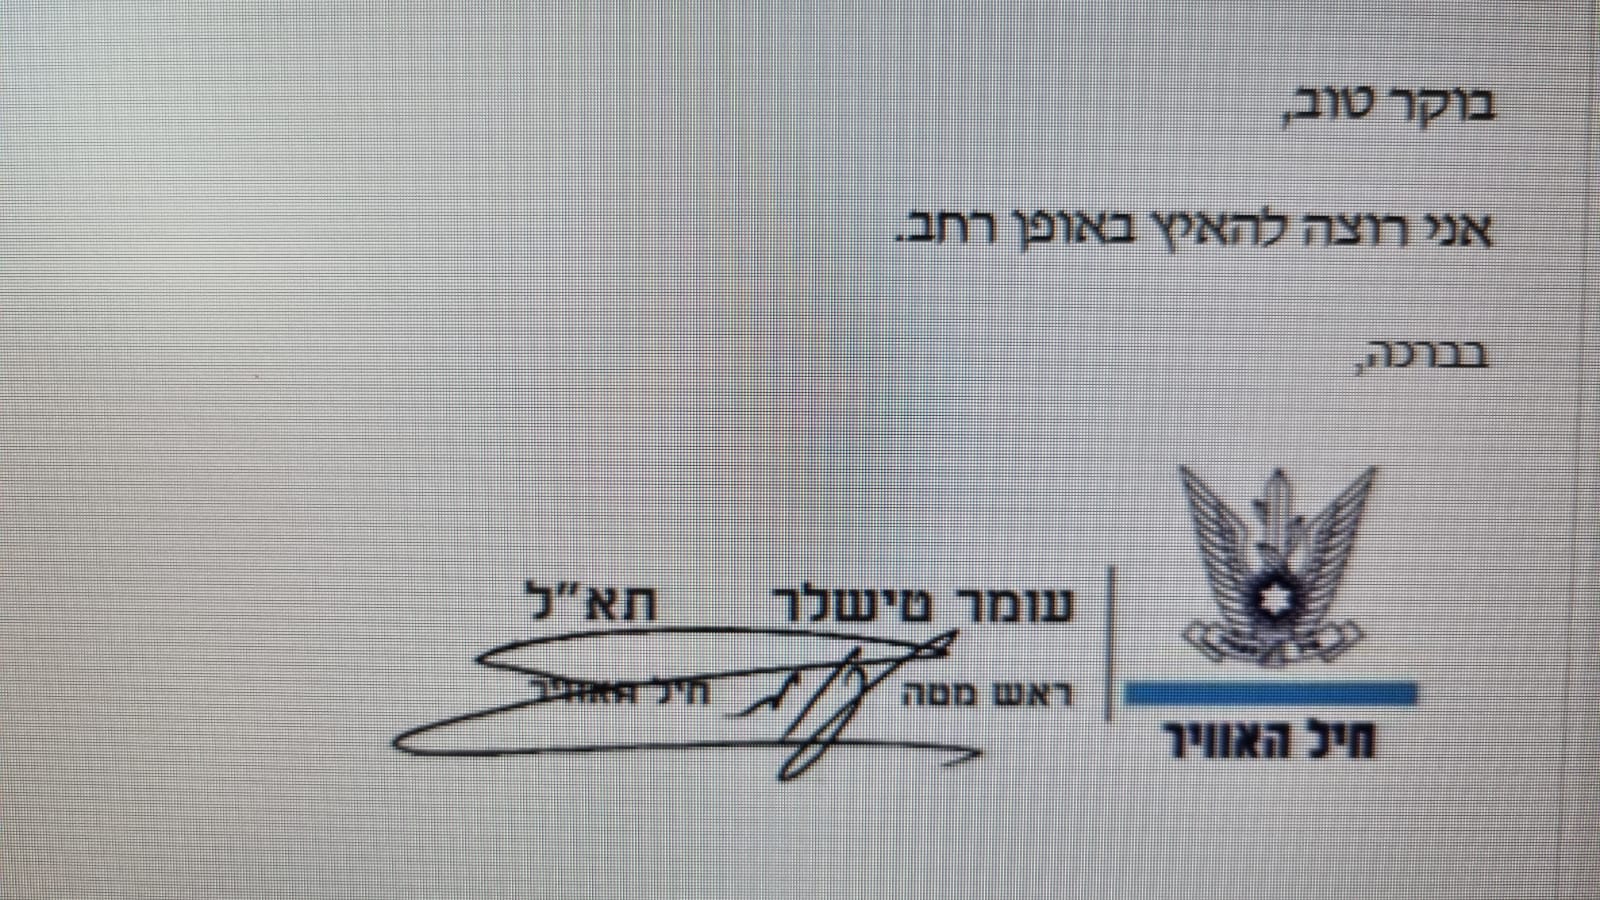 בוקר טוב,
אני רוצה להאיץ באופן רחב.
בברכה,
עומר טישלר תא"ל
ראש מטה חיל האוויר
חיל האוויר